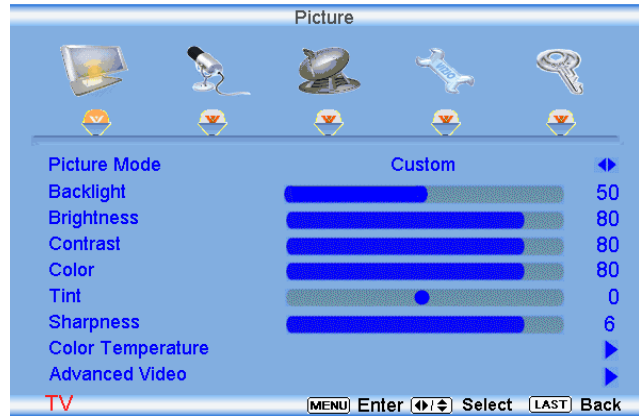 Picture
Picture Mode Custom
Backlight 50
Brightness 80
Contrast 80
Color 80
Tint 0
Sharpness 6
Color Temperature
Advanced Video
TV MENU Enter Select LAST Back